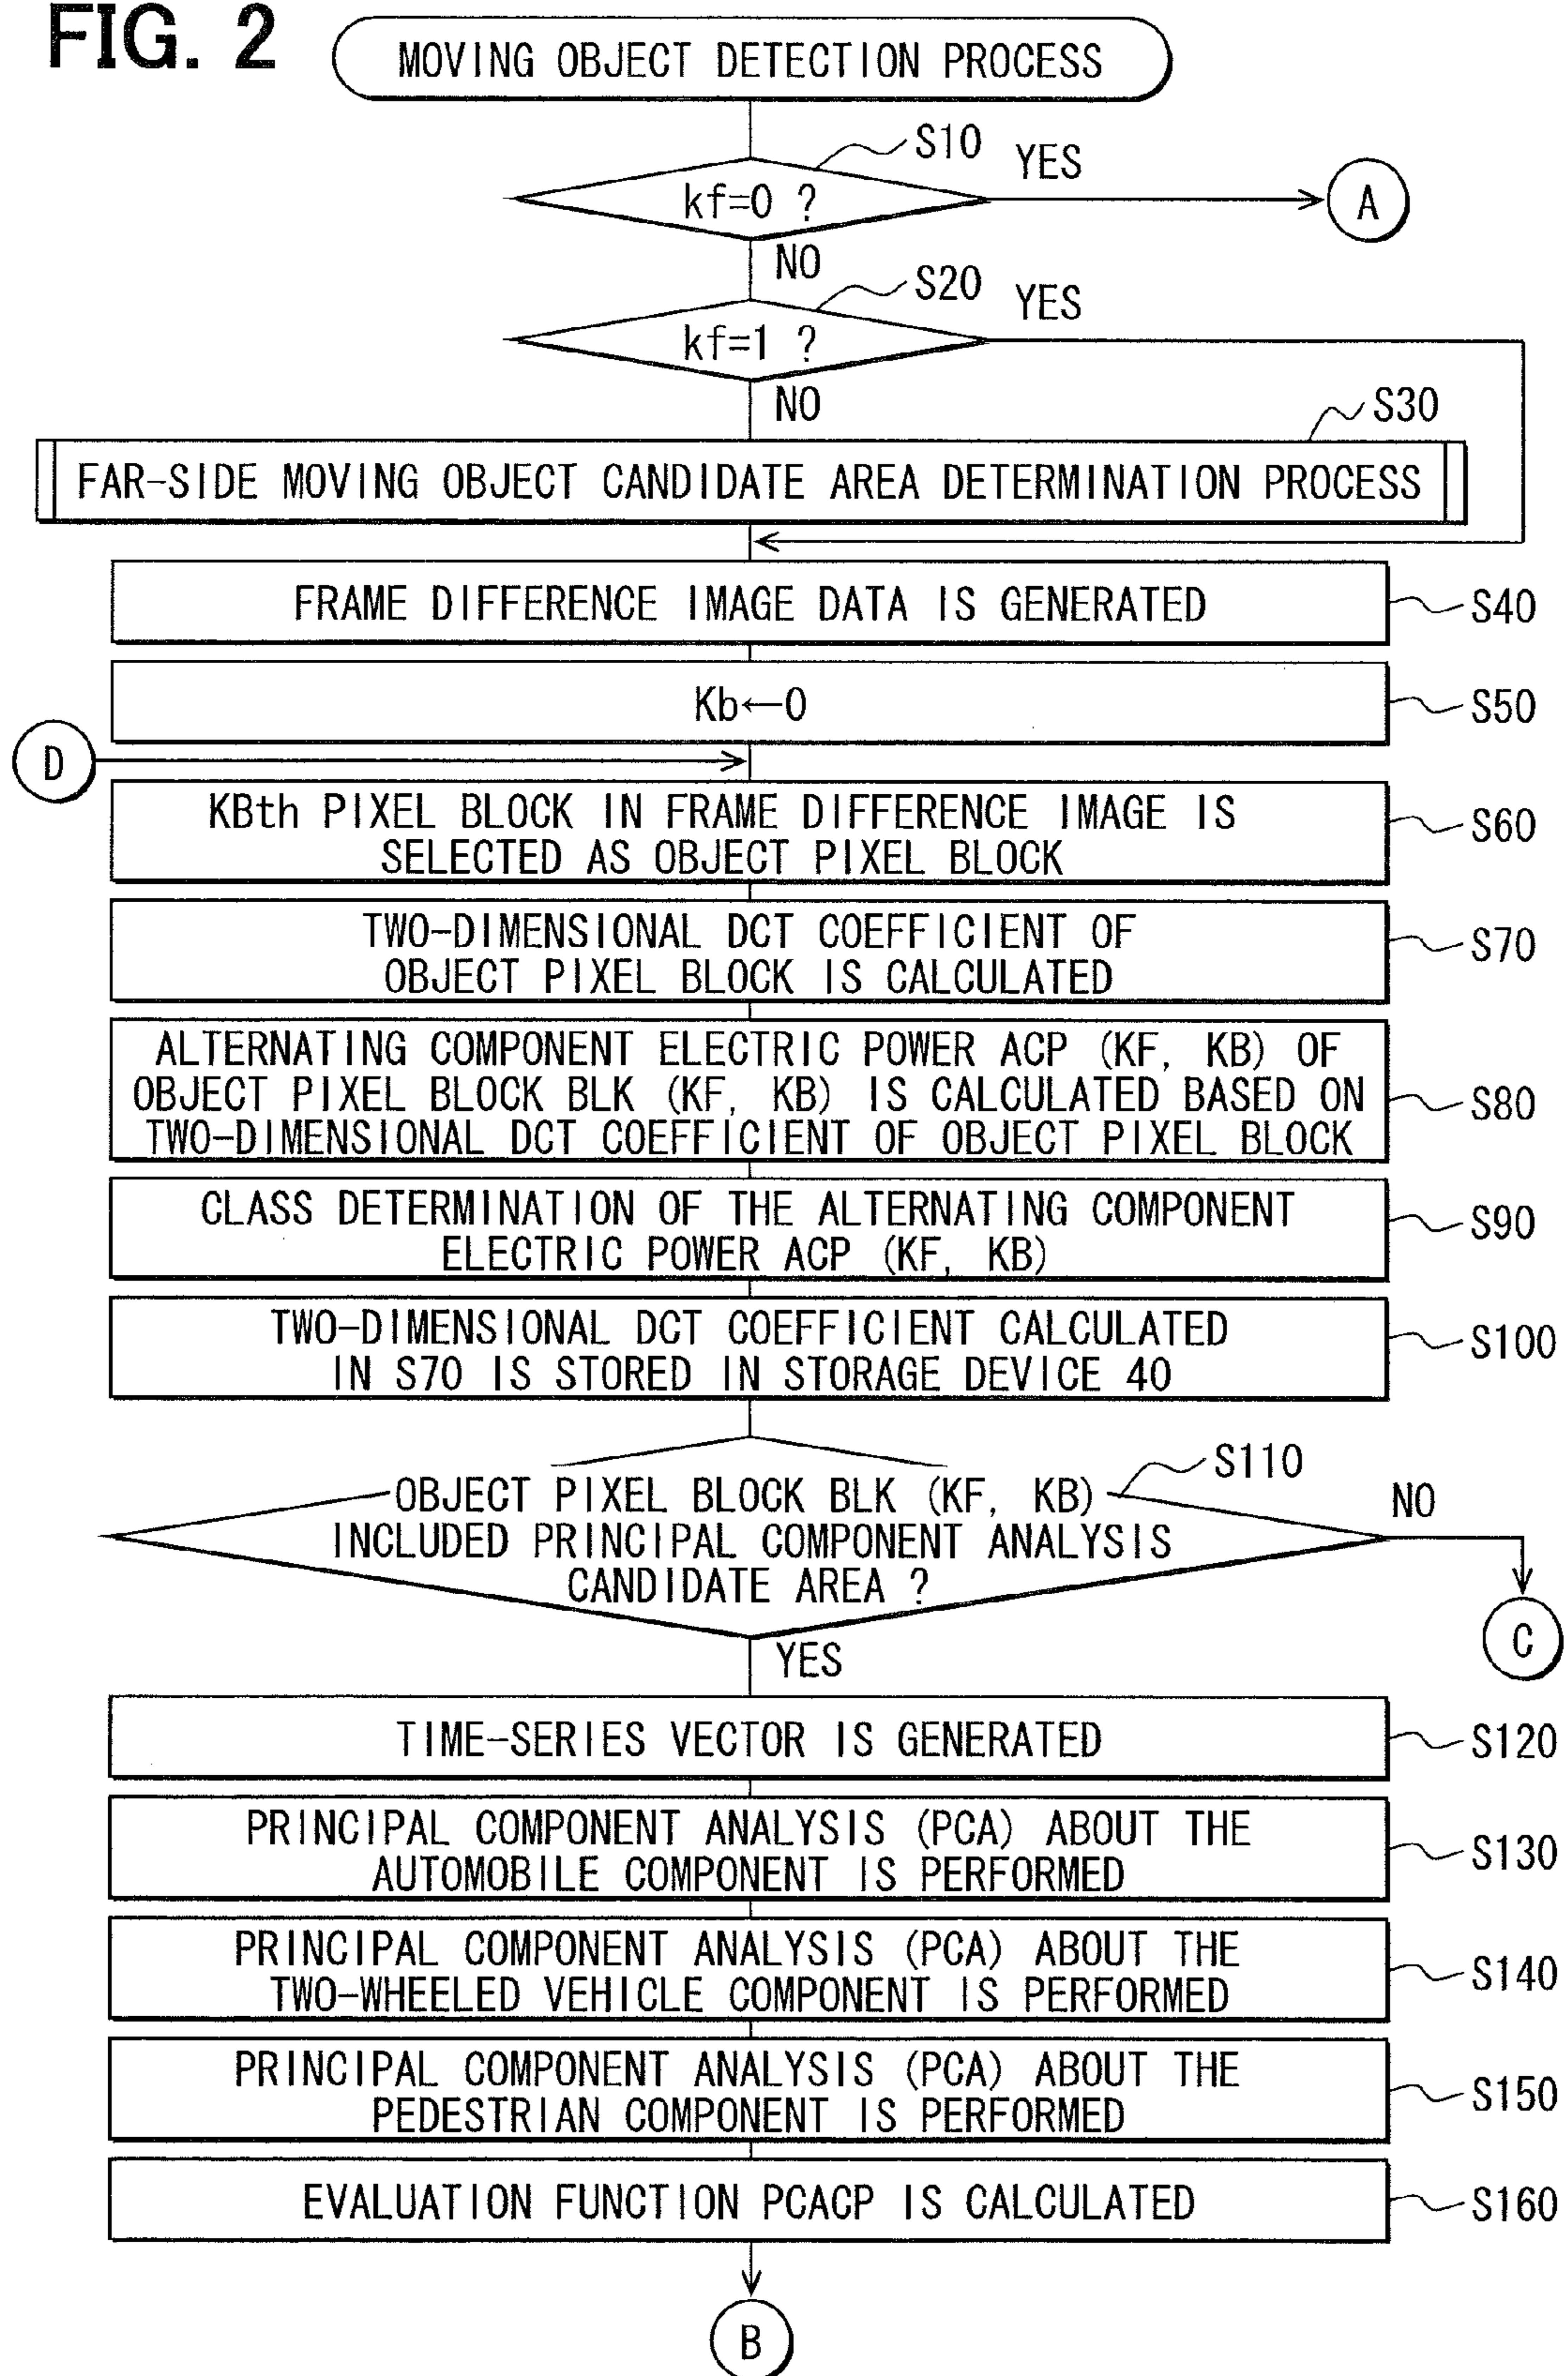 FIG. 2
MOVING OBJECT DETECTION PROCESS
S10
YES
kf=0 ?
A
NO
S20
YES
kf=1 ?
NO
S30
FAR-SIDE MOVING OBJECT CANDIDATE AREA DETERMINATION PROCESS
FRAME DIFFERENCE IMAGE DATA IS GENERATED
S40
Kb←0
S50
D
KBth PIXEL BLOCK IN FRAME DIFFERENCE IMAGE IS
SELECTED AS OBJECT PIXEL BLOCK
S60
TWO-DIMENSIONAL DCT COEFFICIENT OF
OBJECT PIXEL BLOCK IS CALCULATED
S70
ALTERNATING COMPONENT ELECTRIC POWER ACP (KF, KB) OF
OBJECT PIXEL BLOCK BLK (KF, KB) IS CALCULATED BASED ON
TWO-DIMENSIONAL DCT COEFFICIENT OF OBJECT PIXEL BLOCK
S80
CLASS DETERMINATION OF THE ALTERNATING COMPONENT
ELECTRIC POWER ACP (KF, KB)
S90
TWO-DIMENSIONAL DCT COEFFICIENT CALCULATED
IN S70 IS STORED IN STORAGE DEVICE 40
S100
S110
OBJECT PIXEL BLOCK BLK (KF, KB)
INCLUDED PRINCIPAL COMPONENT ANALYSIS
CANDIDATE AREA ?
NO
C
YES
TIME-SERIES VECTOR IS GENERATED
S120
PRINCIPAL COMPONENT ANALYSIS (PCA) ABOUT THE
AUTOMOBILE COMPONENT IS PERFORMED
S130
PRINCIPAL COMPONENT ANALYSIS (PCA) ABOUT THE
TWO-WHEELED VEHICLE COMPONENT IS PERFORMED
S140
PRINCIPAL COMPONENT ANALYSIS (PCA) ABOUT THE
PEDESTRIAN COMPONENT IS PERFORMED
S150
EVALUATION FUNCTION PCACP IS CALCULATED
S160
B